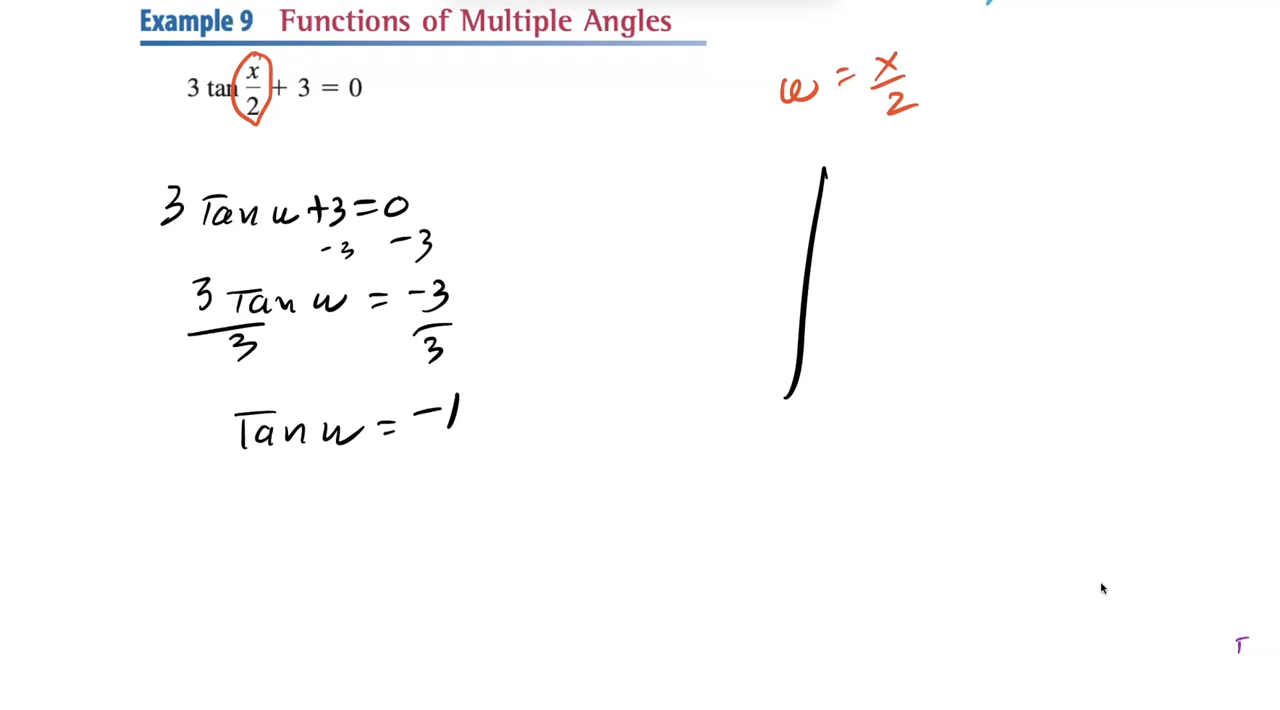 Example 9 Functions of Multiple Angles
3 tan x/2 + 3 = 0
w = x/2
3 Tan w + 3 = 0
-3 -3
3 Tan w = -3
3 3
Tan w = -1
T